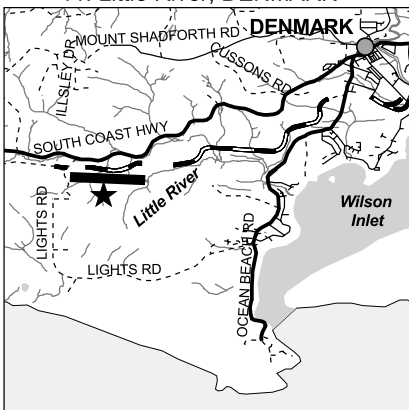 DENMARK
MOUNT SHADFORTH RD
ILLSLEY DR
CUSSONS RD
SOUTH COAST HWY
Little River
Wilson
Inlet
LIGHTS RD
LIGHTS RD
OCEAN BEACH RD